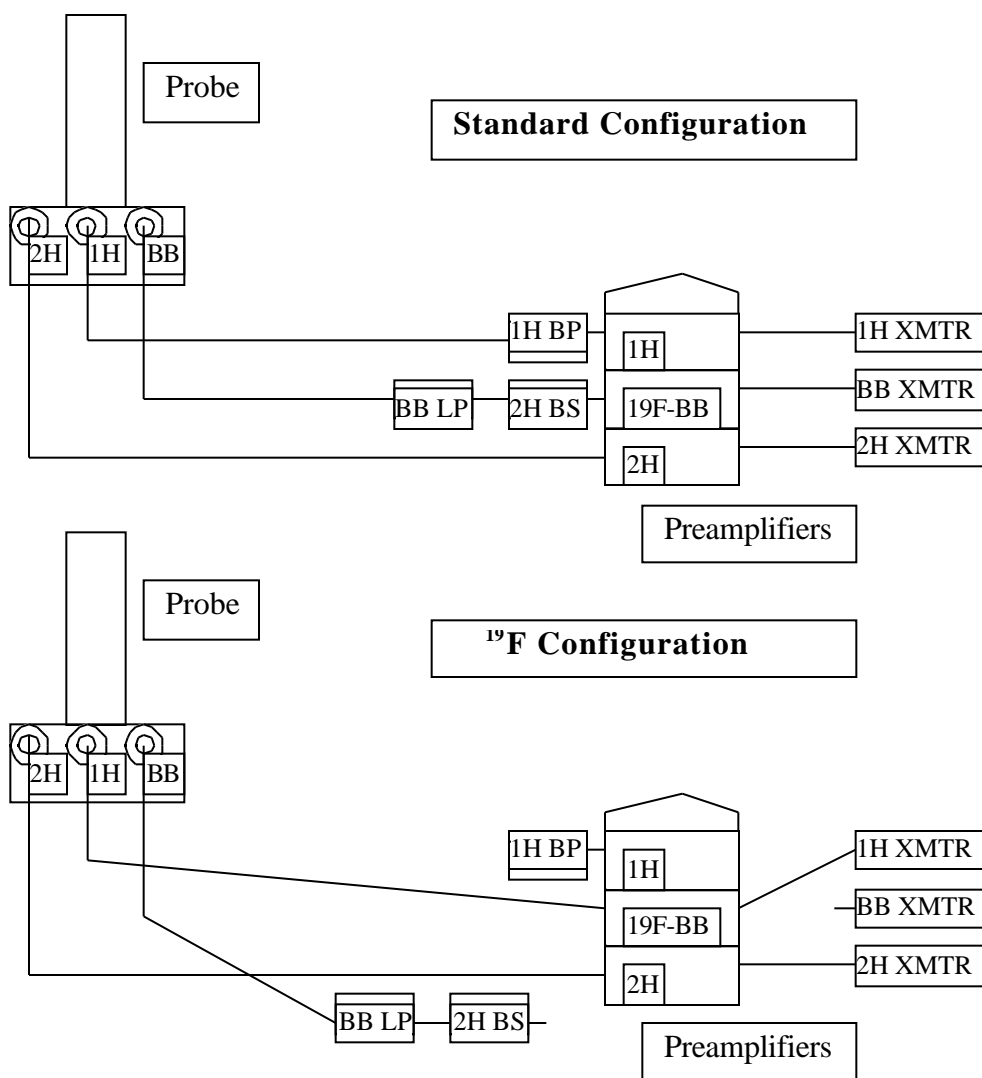 Probe
Standard Configuration
2H 1H BB
1H BP
1H
1H XMTR
BB LP
2H BS
19F-BB
BB XMTR
2H
2H XMTR
Preamplifiers
Probe
¹⁹F Configuration
2H 1H BB
1H BP
1H
1H XMTR
19F-BB
BB XMTR
2H
2H XMTR
BB LP
2H BS
Preamplifiers